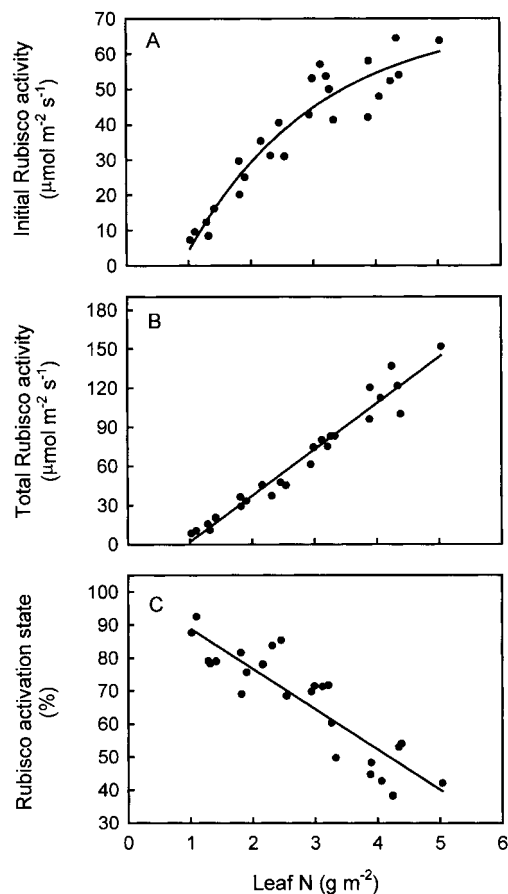 A
Initial Rubisco activity
(μmol m⁻² s⁻¹)
70
60
50
40
30
20
10
0
B
Total Rubisco activity
(μmol m⁻² s⁻¹)
180
150
120
90
60
30
0
C
Rubisco activation state
(%)
100
90
80
70
60
50
40
30
0 1 2 3 4 5 6
Leaf N (g m⁻²)